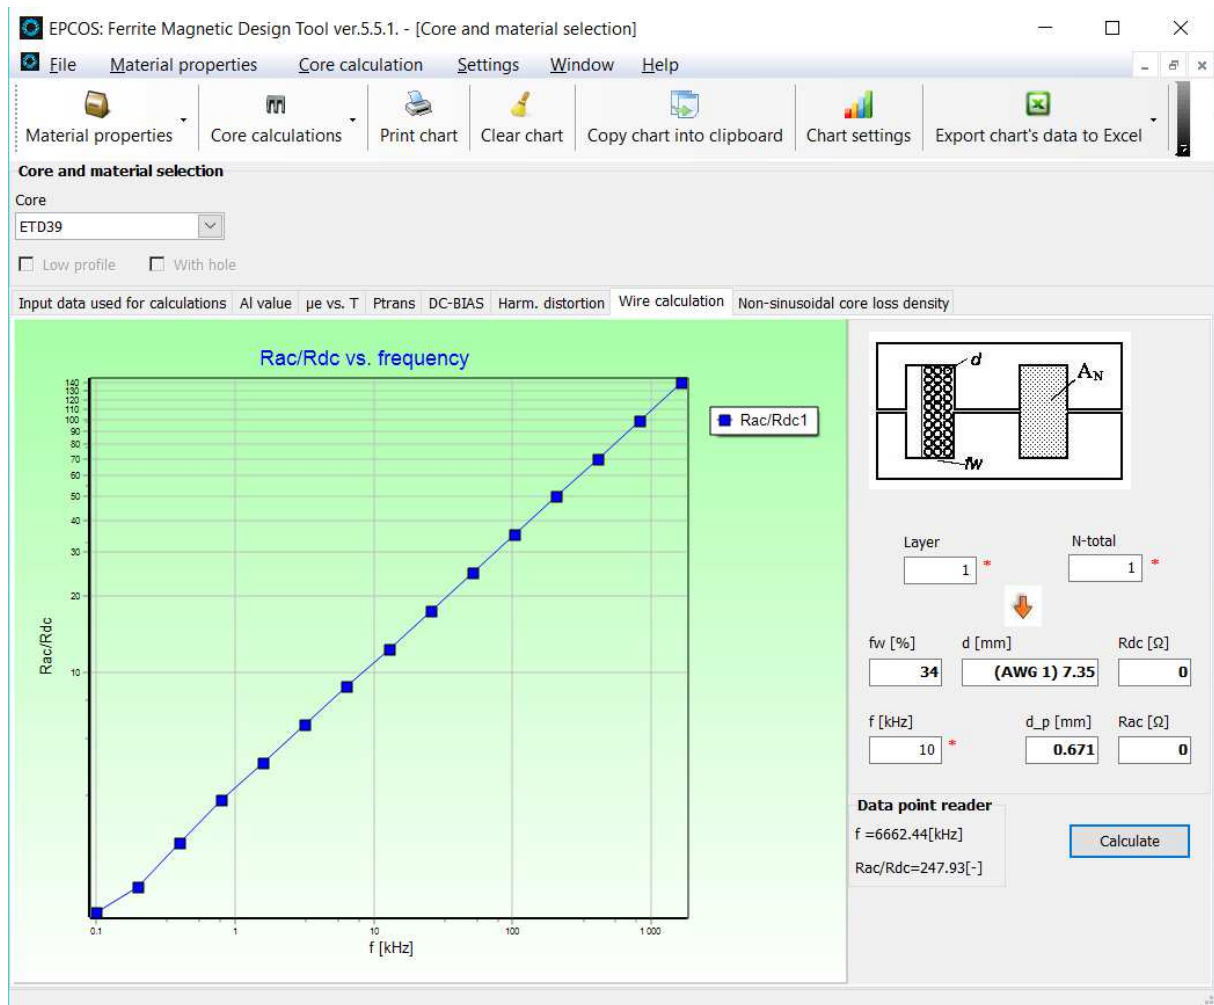 EPCOS: Ferrite Magnetic Design Tool ver.5.5.1. - [Core and material selection]
File Material properties Core calculation Settings Window Help
Material properties Core calculations Print chart Clear chart Copy chart into clipboard Chart settings Export chart's data to Excel
Core and material selection
Core
ETD39
Low profile With hole
Input data used for calculations Al value µe vs. T Ptrans DC-BIAS Harm. distortion Wire calculation Non-sinusoidal core loss density
Rac/Rdc vs. frequency
140
130
120
110
100
90
80
70
60
50
40
30
20
10
Rac/Rdc
0.1 1 10 100 1 000
f [kHz]
Rac/Rdc1
d
AN
fw
Layer N-total
1 * 1 *
fw [%] d [mm] Rdc [Ω]
34 (AWG 1) 7.35 0
f [kHz] d_p [mm] Rac [Ω]
10 * 0.671 0
Data point reader
f =6662.44[kHz]
Rac/Rdc=247.93[-]
Calculate